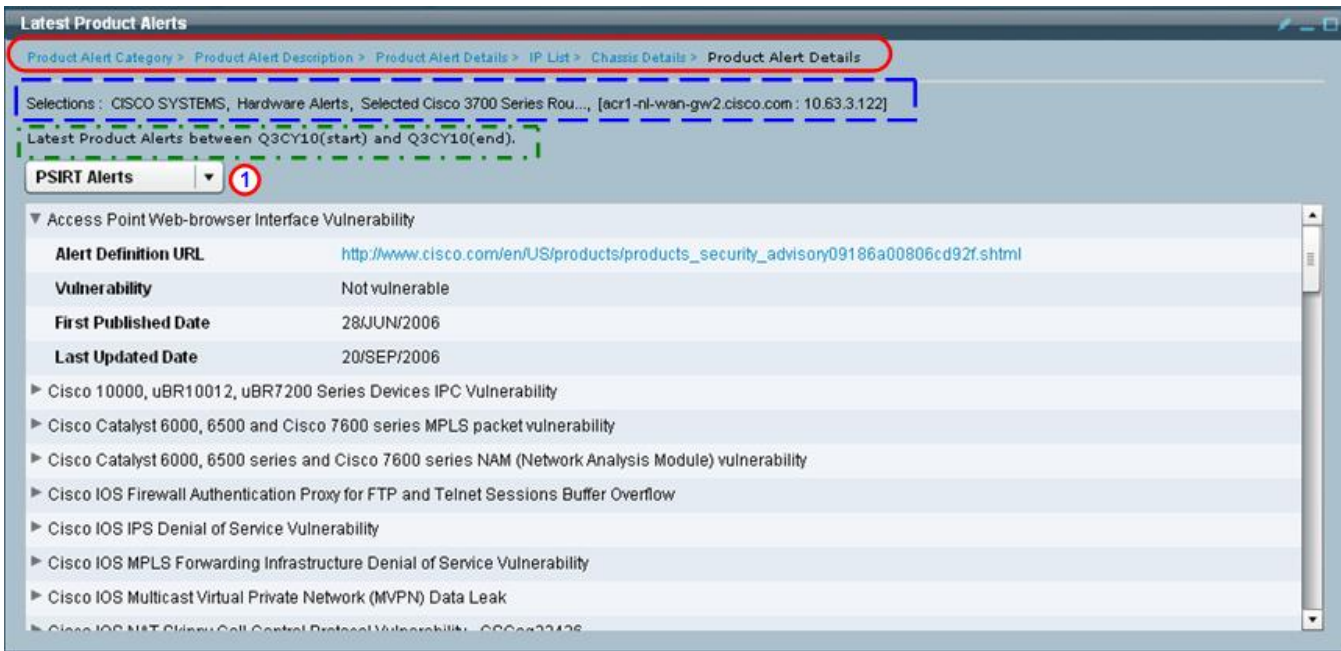 Latest Product Alerts
Product Alert Category > Product Alert Description > Product Alert Details > IP List > Chassis Details > Product Alert Details
Selections : CISCO SYSTEMS, Hardware Alerts, Selected Cisco 3700 Series Rou..., [acr1-nl-wan-gw2.cisco.com : 10.63.3.122]
Latest Product Alerts between Q3CY10(start) and Q3CY10(end).
PSIRT Alerts 1
Access Point Web-browser Interface Vulnerability
Alert Definition URL http://www.cisco.com/en/US/products/products_security_advisory09186a00806cd92f.shtml
Vulnerability Not vulnerable
First Published Date 28/JUN/2006
Last Updated Date 20/SEP/2006
Cisco 10000, uBR10012, uBR7200 Series Devices IPC Vulnerability
Cisco Catalyst 6000, 6500 and Cisco 7600 series MPLS packet vulnerability
Cisco Catalyst 6000, 6500 series and Cisco 7600 series NAM (Network Analysis Module) vulnerability
Cisco IOS Firewall Authentication Proxy for FTP and Telnet Sessions Buffer Overflow
Cisco IOS IPS Denial of Service Vulnerability
Cisco IOS MPLS Forwarding Infrastructure Denial of Service Vulnerability
Cisco IOS Multicast Virtual Private Network (MVPN) Data Leak
Cisco IOS NAT Skinny Call Control Protocol Vulnerability